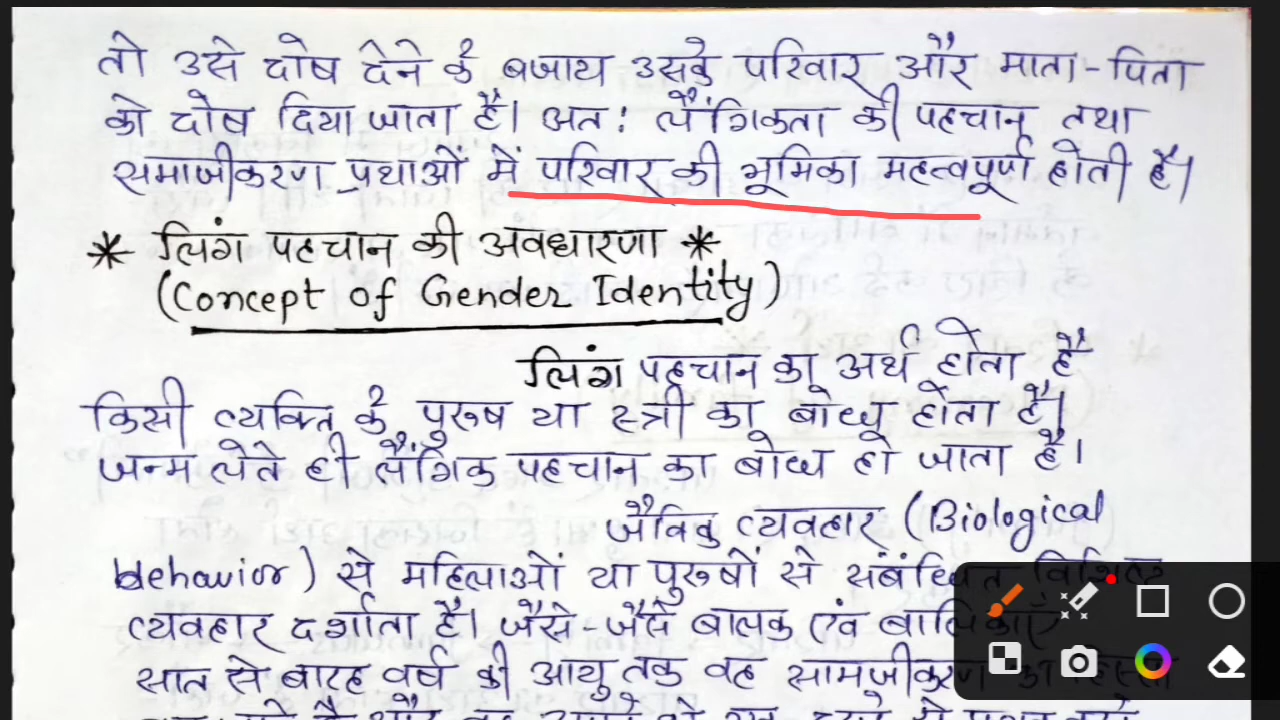 तो उसे दोष देने के बजाय उसके परिवार और माता-पिता
को दोष दिया जाता है। अतः लैंगिकता की पहचान तथा
समाजीकरण प्रथाओं में परिवार की भूमिका महत्वपूर्ण होती है।
* लिंग पहचान की अवधारणा *
(Concept of Gender Identity)
लिंग पहचान का अर्थ होता है
किसी व्यक्ति के पुरुष या स्त्री का बोध होता है।
जन्म लेते ही लैंगिक पहचान का बोध हो जाता है।
जैविक व्यवहार (Biological
behavior) से महिलाओं या पुरुषों से संबंधित
व्यवहार दर्शाता है। जैसे-जैसे बालक एवं बालिकाएँ
सात से बारह वर्ष की आयु तक वह सामजीकरण का हिस्सा